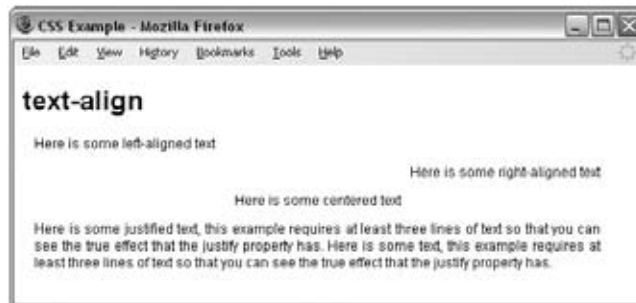 CSS Example - Mozilla Firefox
File Edit View History Bookmarks Tools Help
text-align
Here is some left-aligned text
Here is some right-aligned text
Here is some centered text
Here is some justified text, this example requires at least three lines of text so that you can
see the true effect that the justify property has. Here is some text, this example requires at
least three lines of text so that you can see the true effect that the justify property has.